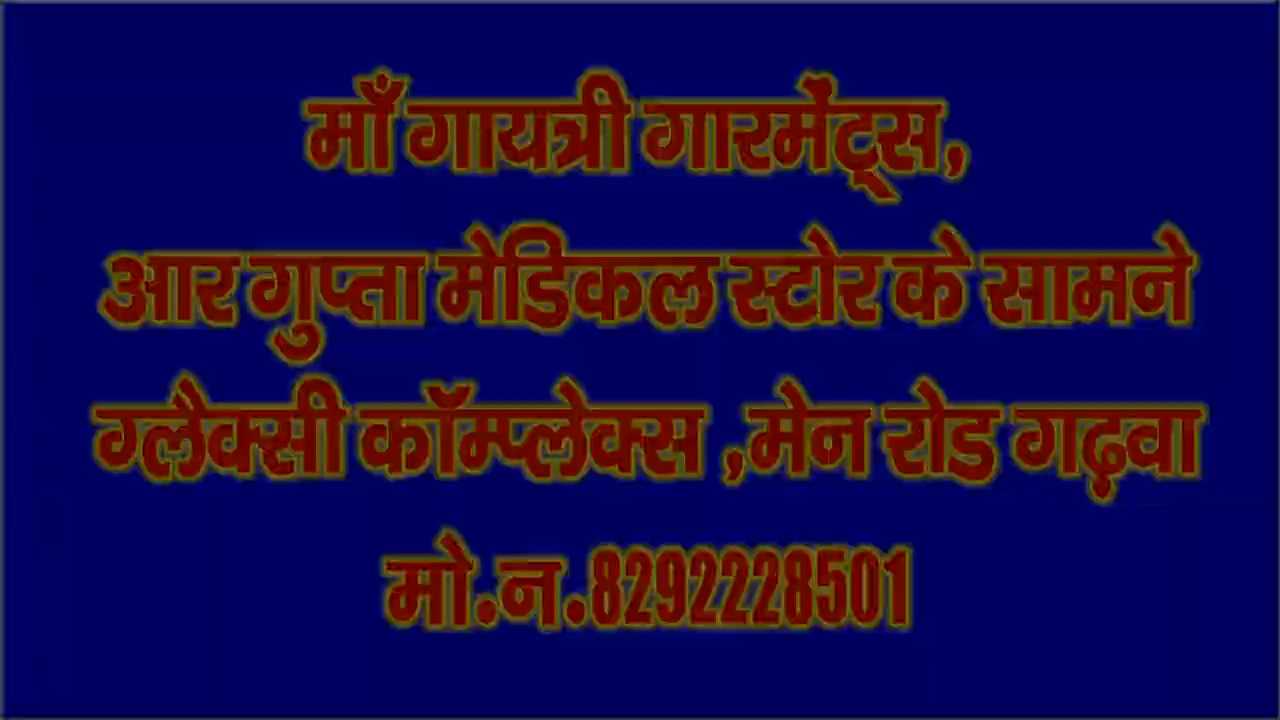 माँ गायत्री गारमेंट्स,
आर गुप्ता मेडिकल स्टोर के सामने
ग्लैक्सी कॉम्प्लेक्स ,मेन रोड गढ़वा
मो.न.8292228501